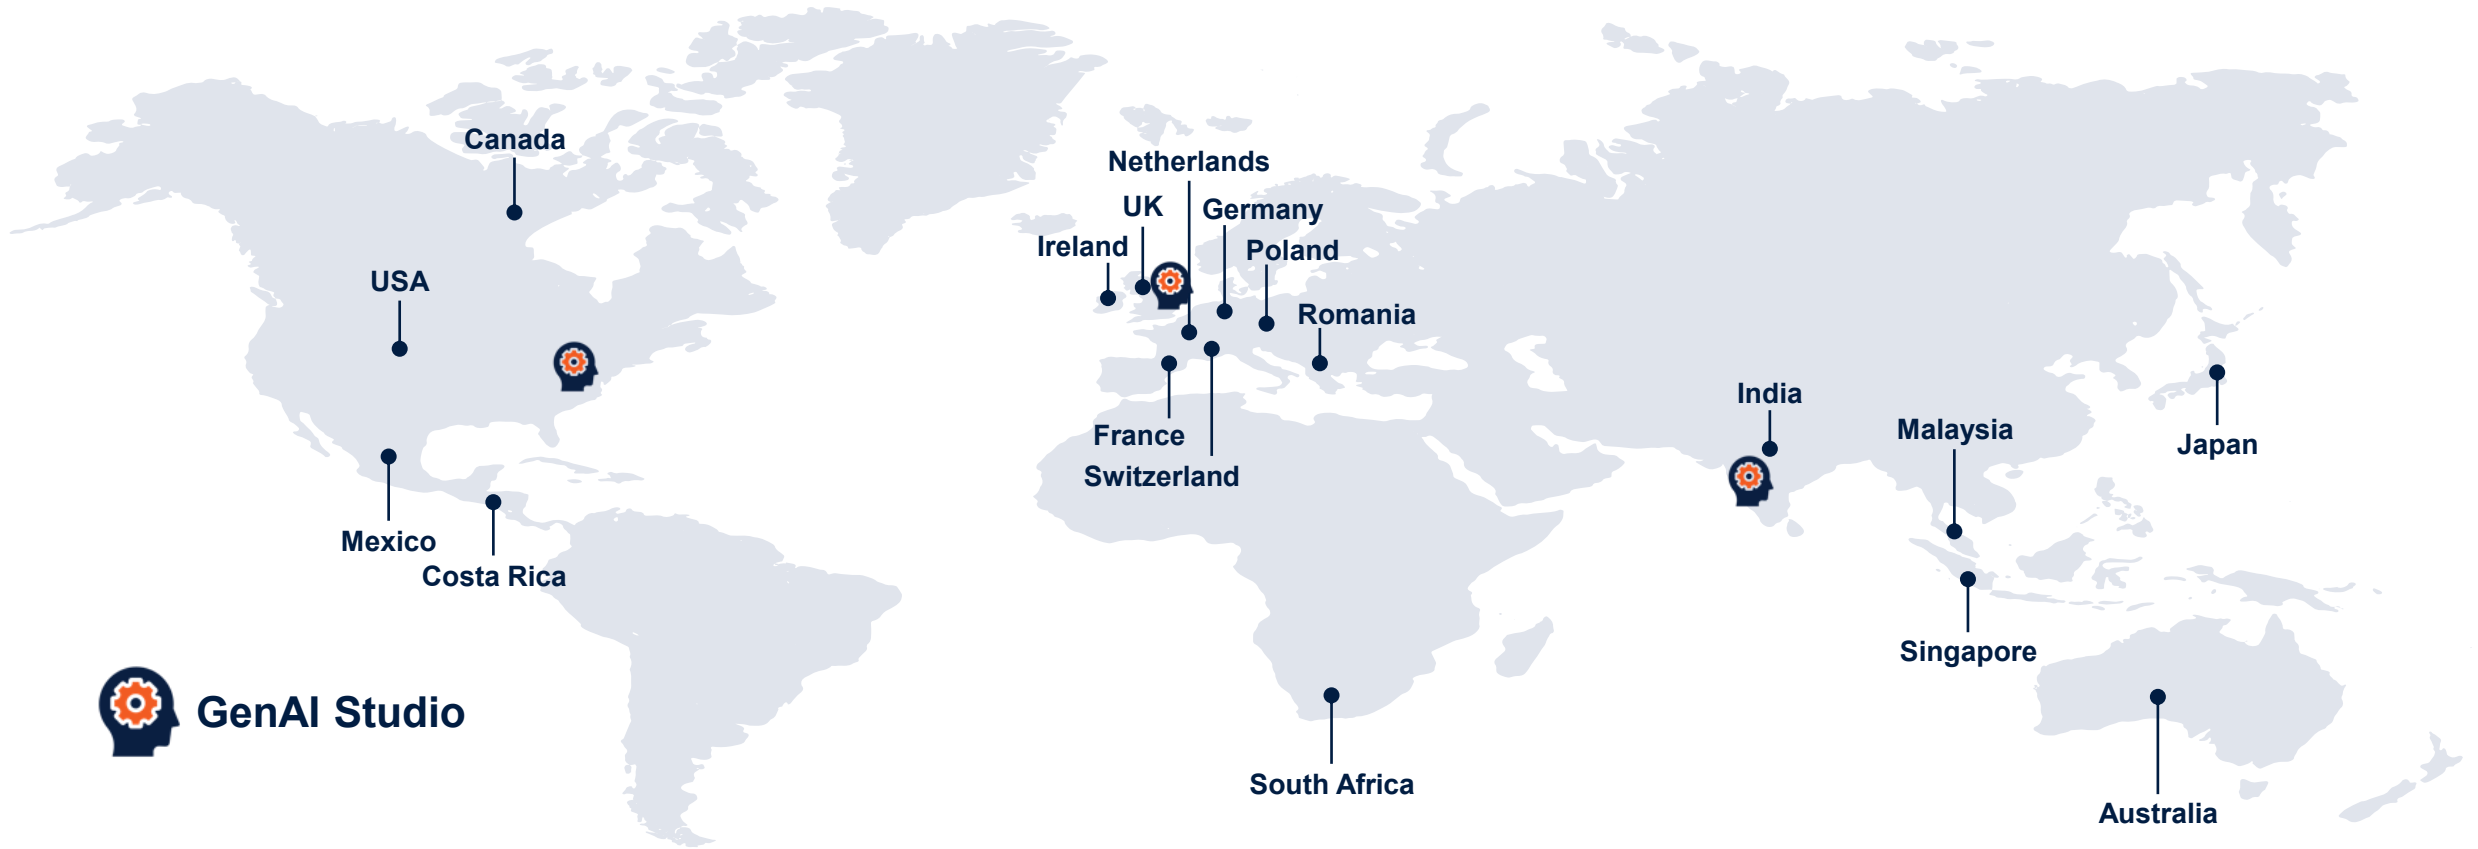 Canada
Netherlands
UK
Germany
Ireland
Poland
USA
Romania
India
France
Malaysia
Japan
Switzerland
Mexico
Costa Rica
Singapore
GenAI Studio
South Africa
Australia